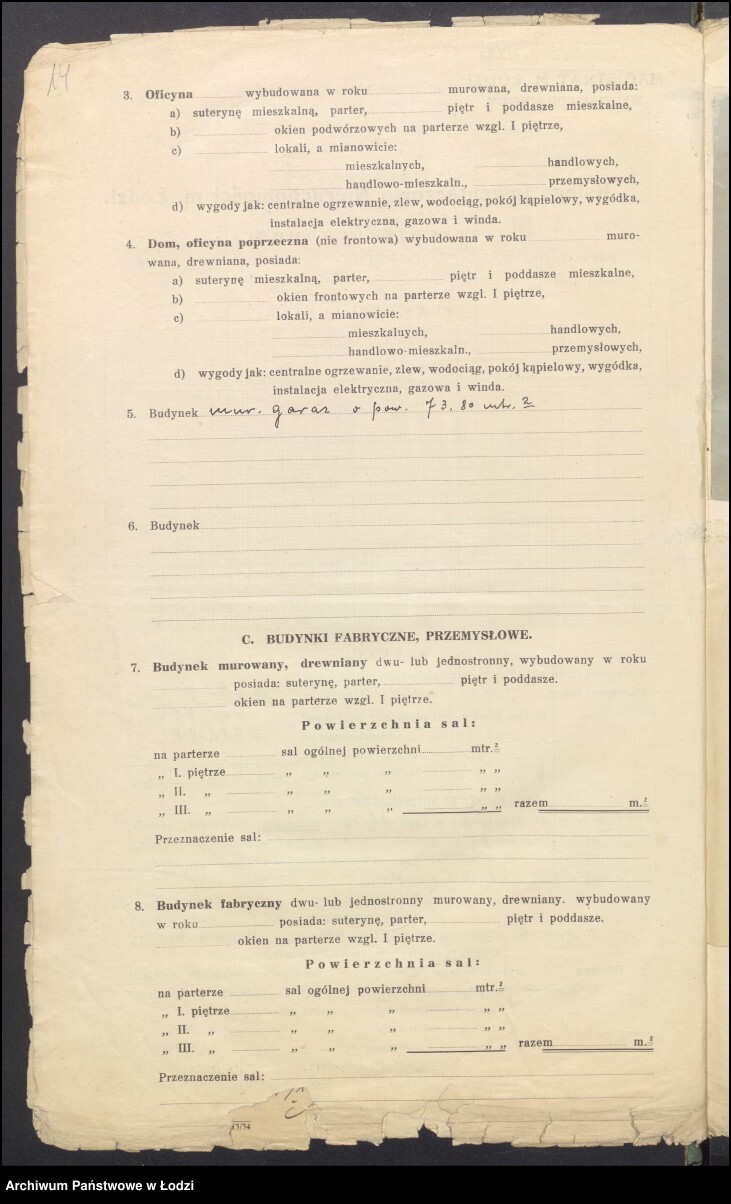 14
3. Oficyna wybudowana w roku murowana, drewniana, posiada:
a) suterynę mieszkalną, parter, piętr i poddasze mieszkalne,
b) okien podwórzowych na parterze wzgl. I piętrze,
c) lokali, a mianowicie:
mieszkalnych, handlowych,
handlowo-mieszkaln., przemysłowych,
d) wygody jak: centralne ogrzewanie, zlew, wodociąg, pokój kąpielowy, wygódka,
instalacja elektryczna, gazowa i winda.
4. Dom, oficyna poprzeczna (nie frontowa) wybudowana w roku muro-
wana, drewniana, posiada:
a) suterynę mieszkalną, parter, piętr i poddasze mieszkalne,
b) okien frontowych na parterze wzgl. I piętrze,
c) lokali, a mianowicie:
mieszkalnych, handlowych,
handlowo-mieszkaln., przemysłowych,
d) wygody jak: centralne ogrzewanie, zlew, wodociąg, pokój kąpielowy, wygódka,
instalacja elektryczna, gazowa i winda.
5. Budynek mur. garaz o pow. 73.80 mtr.²
6. Budynek
C. BUDYNKI FABRYCZNE, PRZEMYSŁOWE.
7. Budynek murowany, drewniany dwu- lub jednostronny, wybudowany w roku
posiada: suterynę, parter, piętr i poddasze.
okien na parterze wzgl. I piętrze.
Powierzchnia sal:
na parterze sal ogólnej powierzchni mtr.²
„ I. piętrze „ „ „ „ „
„ II. „ „ „ „ „ „
„ III. „ „ „ „ „ „ razem m.²
Przeznaczenie sal:
8. Budynek fabryczny dwu- lub jednostronny murowany, drewniany. wybudowany
w roku posiada: suterynę, parter, piętr i poddasze.
okien na parterze wzgl. I piętrze.
Powierzchnia sal:
na parterze sal ogólnej powierzchni mtr.²
„ I. piętrze „ „ „ „ „
„ II. „ „ „ „ „ „
„ III. „ „ „ „ „ „ razem m.²
Przeznaczenie sal:
15/34
Archiwum Państwowe w Łodzi